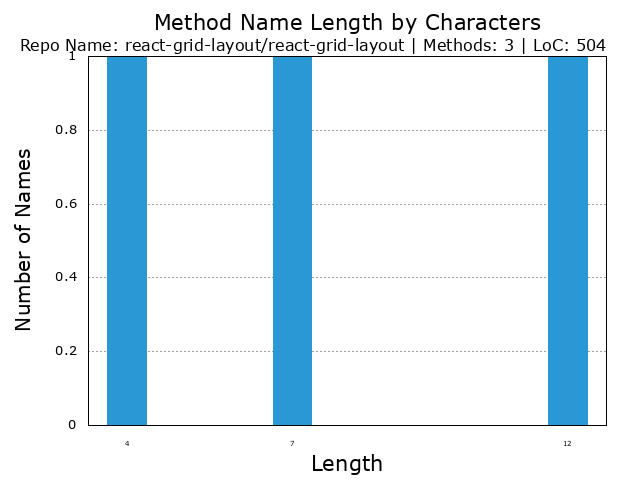 Method Name Length by Characters
Repo Name: react-grid-layout/react-grid-layout | Methods: 3 | LoC: 504
1
0.8
0.6
0.4
0.2
0
Number of Names
4 7 12
Length